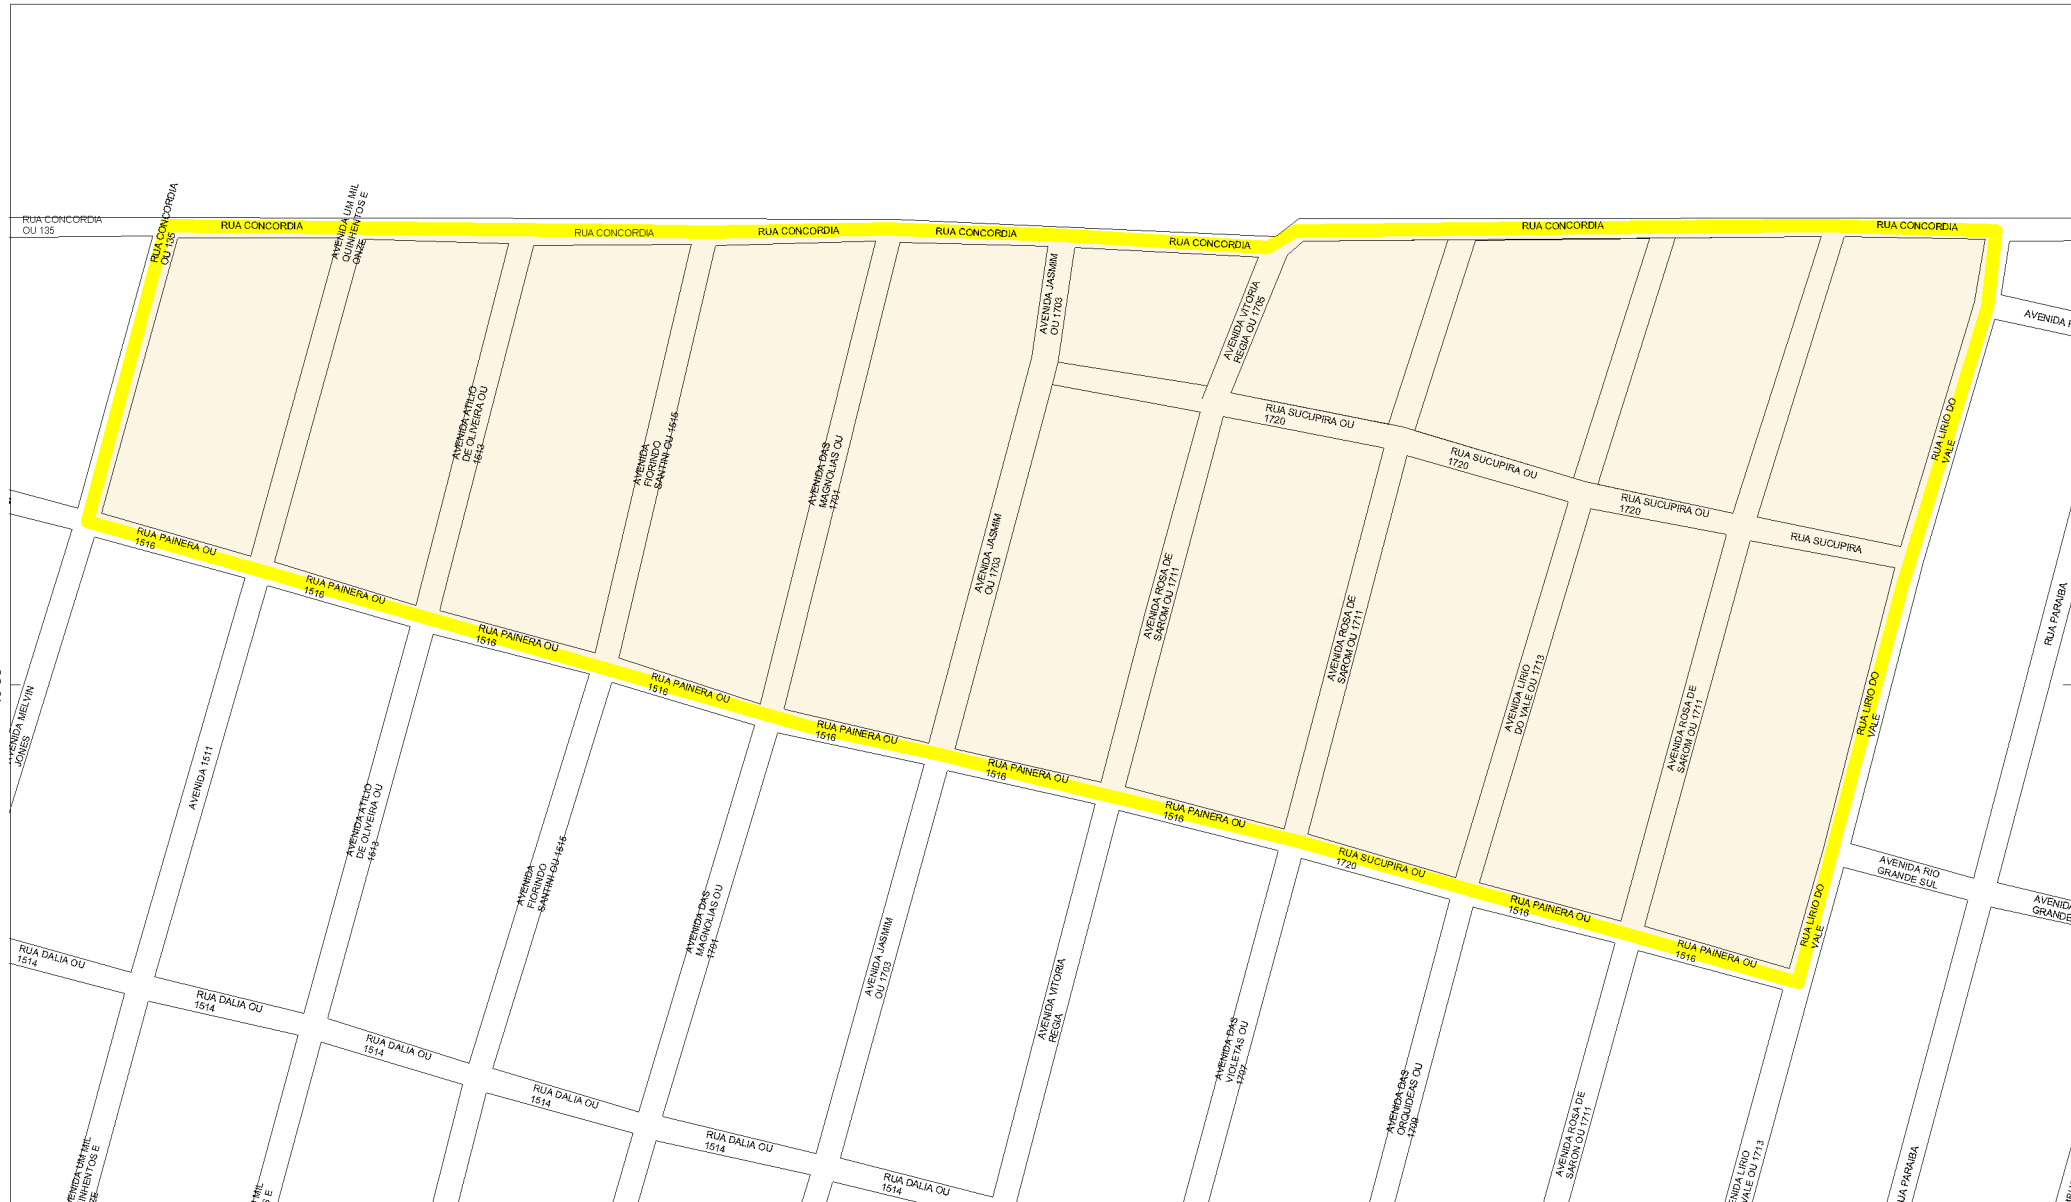 RUA CONCORDIA
OU 135
RUA CONCORDIA
OU 135
RUA CONCORDIA
AVENIDA UM MIL
QUINHENTOS E
ONZE
RUA CONCORDIA
RUA CONCORDIA
RUA CONCORDIA
RUA CONCORDIA
RUA CONCORDIA
RUA CONCORDIA
AVENIDA JASMIM
OU 1703
AVENIDA VITORIA
REGIA OU 1705
AVENIDA ATILIO
DE OLIVEIRA OU
1513
AVENIDA
FIORINDO
SANTINI OU 1515
AVENIDA DAS
MAGNOLIAS OU
1701
RUA SUCUPIRA OU
1720
RUA SUCUPIRA OU
1720
RUA SUCUPIRA OU
1720
RUA SUCUPIRA
RUA LIRIO DO
VALE
AVENIDA JASMIM
OU 1703
AVENIDA ROSA DE
SAROM OU 1711
AVENIDA ROSA DE
SAROM OU 1711
AVENIDA LIRIO
DO VALE OU 1713
AVENIDA ROSA DE
SAROM OU 1711
RUA LIRIO DO
VALE
RUA PARAIBA
RUA PAINERA OU
1516
RUA PAINERA OU
1516
RUA PAINERA OU
1516
RUA PAINERA OU
1516
RUA PAINERA OU
1516
RUA PAINERA OU
1516
RUA PAINERA OU
1516
RUA SUCUPIRA OU
1720
RUA PAINERA OU
1516
RUA PAINERA OU
1516
RUA LIRIO DO
VALE
AVENIDA RIO
GRANDE SUL
AVENIDA
GRANDE
AVENIDA MELVIN
JONES
AVENIDA 1511
AVENIDA ATILIO
DE OLIVEIRA OU
1513
AVENIDA
FIORINDO
SANTINI OU 1515
AVENIDA DAS
MAGNOLIAS OU
1701
AVENIDA JASMIM
OU 1703
AVENIDA VITORIA
REGIA
AVENIDA DAS
VIOLETAS OU
1707
AVENIDA DAS
ORQUIDEAS OU
1709
AVENIDA ROSA DE
SARON OU 1711
RUA DALIA OU
1514
RUA DALIA OU
1514
RUA DALIA OU
1514
RUA DALIA OU
1514
RUA DALIA OU
1514
RUA DALIA OU
1514